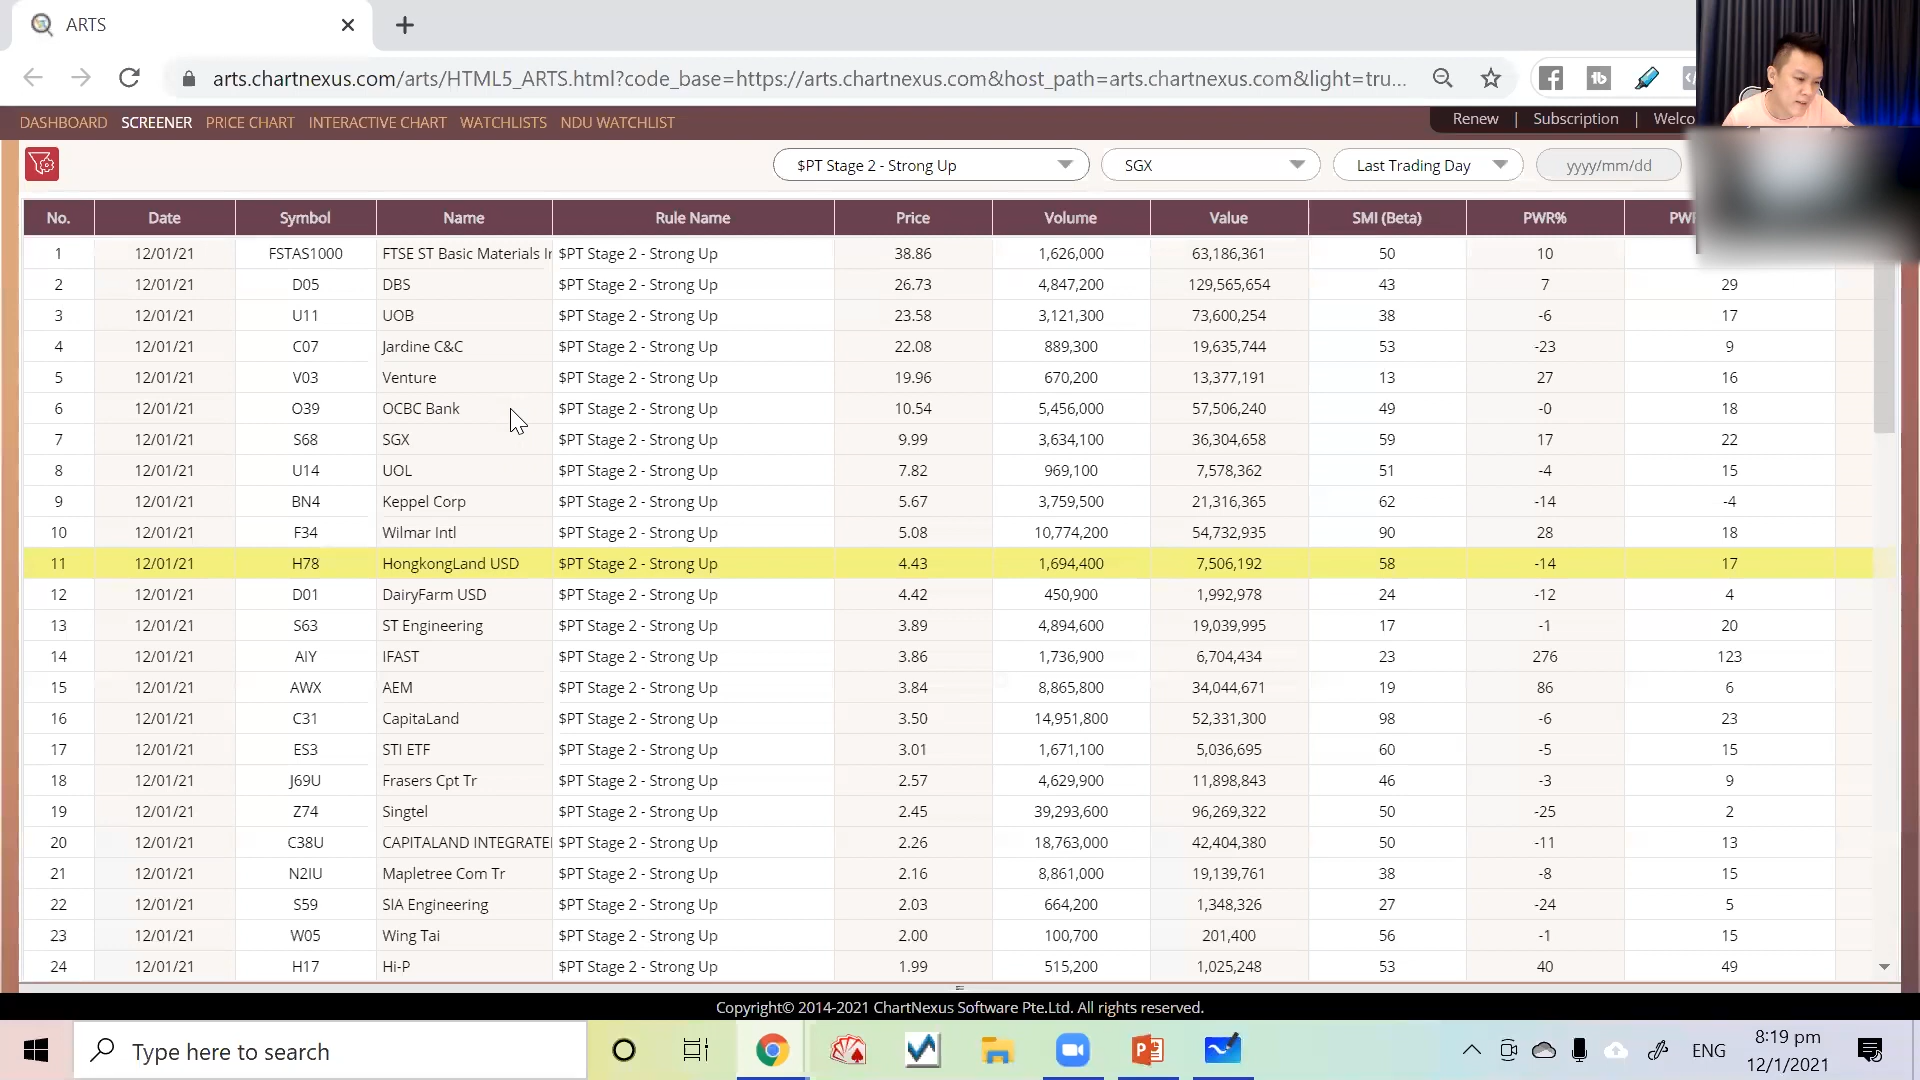 ARTS
arts.chartnexus.com/arts/HTML5_ARTS.html?code_base=https://arts.chartnexus.com&host_path=arts.chartnexus.com&light=tru...
DASHBOARD SCREENER PRICE CHART INTERACTIVE CHART WATCHLISTS NDU WATCHLIST Renew | Subscription |
$PT Stage 2 - Strong Up SGX Last Trading Day yyyy/mm/dd
No. Date Symbol Name Rule Name Price Volume Value SMI (Beta) PWR%
1 12/01/21 FSTAS1000 FTSE ST Basic Materials $PT Stage 2 - Strong Up 38.86 1,626,000 63,186,361 50 10
2 12/01/21 D05 DBS $PT Stage 2 - Strong Up 26.73 4,847,200 129,565,654 43 7 29
3 12/01/21 U11 UOB $PT Stage 2 - Strong Up 23.58 3,121,300 73,600,254 38 -6 17
4 12/01/21 C07 Jardine C&C $PT Stage 2 - Strong Up 22.08 889,300 19,635,744 53 -23 9
5 12/01/21 V03 Venture $PT Stage 2 - Strong Up 19.96 670,200 13,377,191 13 27 16
6 12/01/21 O39 OCBC Bank $PT Stage 2 - Strong Up 10.54 5,456,000 57,506,240 49 -0 18
7 12/01/21 S68 SGX $PT Stage 2 - Strong Up 9.99 3,634,100 36,304,658 59 17 22
8 12/01/21 U14 UOL $PT Stage 2 - Strong Up 7.82 969,100 7,578,362 51 -4 15
9 12/01/21 BN4 Keppel Corp $PT Stage 2 - Strong Up 5.67 3,759,500 21,316,365 62 -14 -4
10 12/01/21 F34 Wilmar Intl $PT Stage 2 - Strong Up 5.08 10,774,200 54,732,935 90 28 18
11 12/01/21 H78 HongkongLand USD $PT Stage 2 - Strong Up 4.43 1,694,400 7,506,192 58 -14 17
12 12/01/21 D01 DairyFarm USD $PT Stage 2 - Strong Up 4.42 450,900 1,992,978 24 -12 4
13 12/01/21 S63 ST Engineering $PT Stage 2 - Strong Up 3.89 4,894,600 19,039,995 17 -1 20
14 12/01/21 AIY IFAST $PT Stage 2 - Strong Up 3.86 1,736,900 6,704,434 23 276 123
15 12/01/21 AWX AEM $PT Stage 2 - Strong Up 3.84 8,865,800 34,044,671 19 86 6
16 12/01/21 C31 CapitaLand $PT Stage 2 - Strong Up 3.50 14,951,800 52,331,300 98 -6 23
17 12/01/21 ES3 STI ETF $PT Stage 2 - Strong Up 3.01 1,671,100 5,036,695 60 -5 15
18 12/01/21 J69U Frasers Cpt Tr $PT Stage 2 - Strong Up 2.57 4,629,900 11,898,843 46 -3 9
19 12/01/21 Z74 Singtel $PT Stage 2 - Strong Up 2.45 39,293,600 96,269,322 50 -25 2
20 12/01/21 C38U CAPITALAND INTEGRATE $PT Stage 2 - Strong Up 2.26 18,763,000 42,404,380 50 -11 13
21 12/01/21 N2IU Mapletree Com Tr $PT Stage 2 - Strong Up 2.16 8,861,000 19,139,761 38 -8 15
22 12/01/21 S59 SIA Engineering $PT Stage 2 - Strong Up 2.03 664,200 1,348,326 27 -24 5
23 12/01/21 W05 Wing Tai $PT Stage 2 - Strong Up 2.00 100,700 201,400 56 -1 15
24 12/01/21 H17 Hi-P $PT Stage 2 - Strong Up 1.99 515,200 1,025,248 53 40 49
Copyright© 2014-2021 ChartNexus Software Pte.Ltd. All rights reserved.
Type here to search
ENG
8:19 pm
12/1/2021